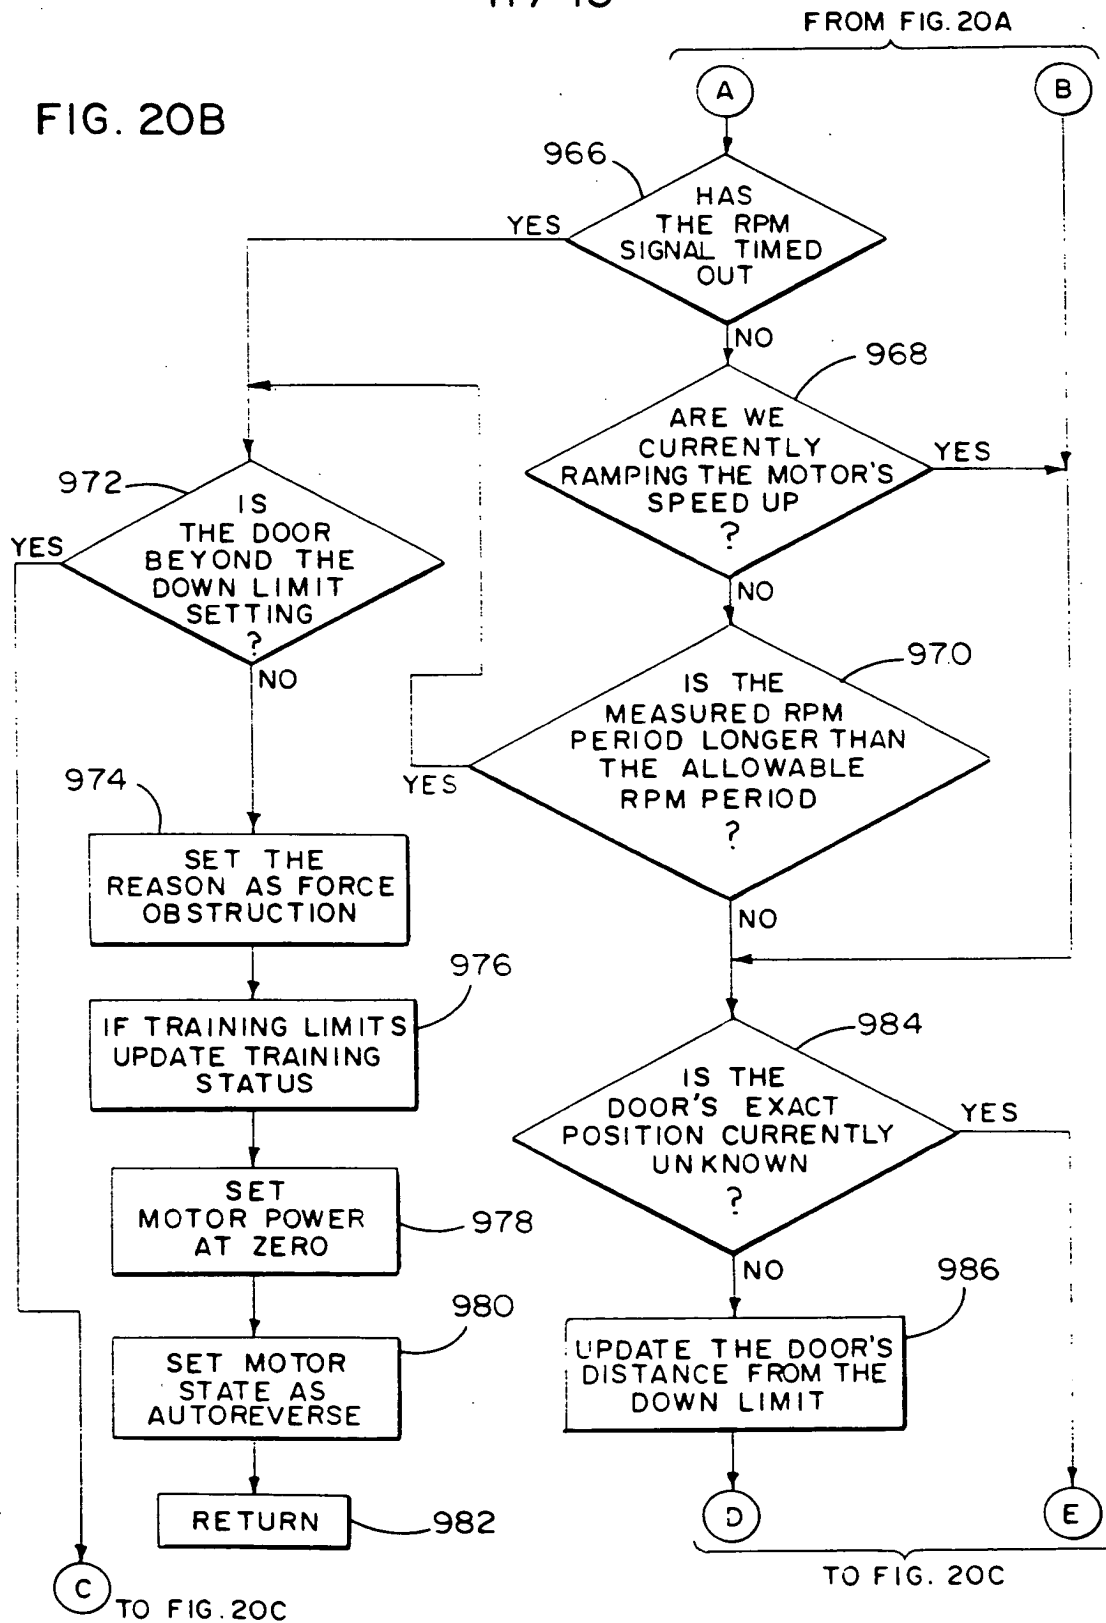 FROM FIG. 20A
FIG. 20B
A
B
966
HAS
THE RPM
SIGNAL TIMED
OUT
YES
NO
968
ARE WE
CURRENTLY
RAMPING THE MOTOR'S
SPEED UP
?
YES
NO
972
IS
THE DOOR
BEYOND THE
DOWN LIMIT
SETTING
?
YES
NO
970
IS THE
MEASURED RPM
PERIOD LONGER THAN
THE ALLOWABLE
RPM PERIOD
?
YES
NO
974
SET THE
REASON AS FORCE
OBSTRUCTION
976
IF TRAINING LIMITS
UPDATE TRAINING
STATUS
984
IS THE
DOOR'S EXACT
POSITION CURRENTLY
UNKNOWN
?
YES
NO
SET
MOTOR POWER
AT ZERO
978
980
SET MOTOR
STATE AS
AUTOREVERSE
986
UPDATE THE DOOR'S
DISTANCE FROM THE
DOWN LIMIT
RETURN
982
D
E
TO FIG. 20C
C
TO FIG. 20C